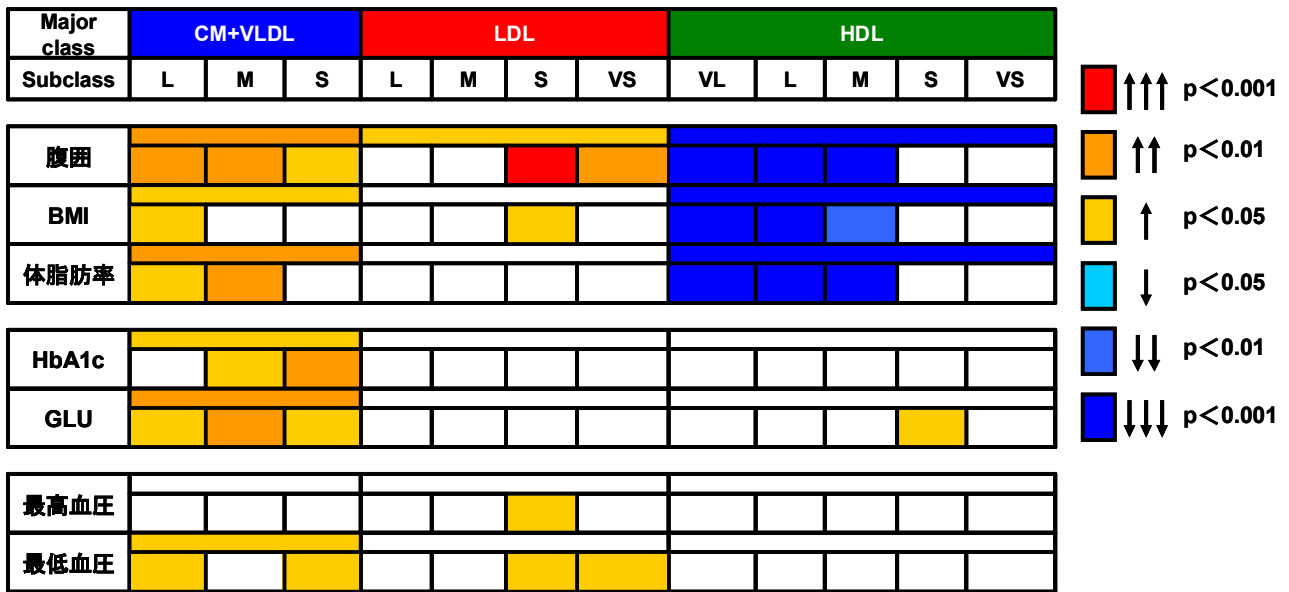 Major class CM+VLDL LDL HDL
Subclass L M S L M S VS VL L M S VS
↑↑↑ p＜0.001
腹囲 ↑↑ p＜0.01
BMI ↑ p＜0.05
体脂肪率 ↓ p＜0.05
HbA1c ↓↓ p＜0.01
GLU ↓↓↓ p＜0.001
最高血圧
最低血圧